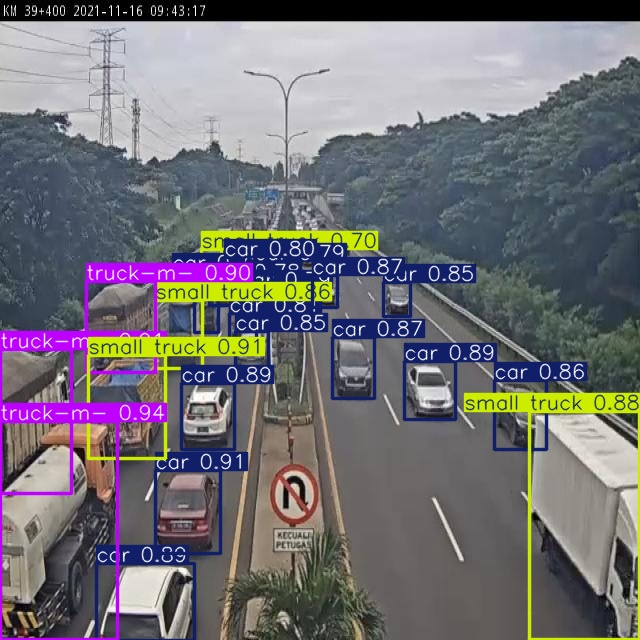 KM 39+400 2021-11-16 09:43:17
small truck 0.70
car 0.80
car 0.87
car 0.85
truck-m- 0.90
small truck 0.86
car 0.85
car 0.87
small truck 0.91
car 0.89
car 0.89
car 0.86
small truck 0.88
truck-m- 0.94
car 0.91
KECUALI
PETUGAS
car 0.89